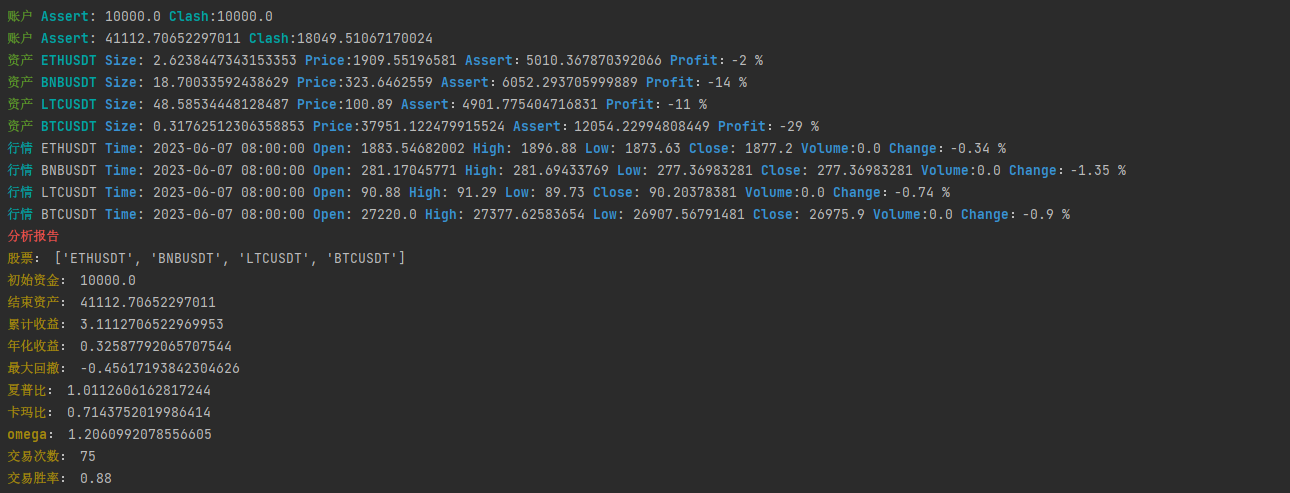 账户 Assert: 10000.0 Clash:10000.0
账户 Assert: 41112.70652297011 Clash:18049.51067170024
资产 ETHUSDT Size: 2.6238447343153353 Price:1909.55196581 Assert：5010.367870392066 Profit：-2 %
资产 BNBUSDT Size: 18.70033592438629 Price:323.6462559 Assert：6052.293705999889 Profit：-14 %
资产 LTCUSDT Size: 48.58534448128487 Price:100.89 Assert：4901.775404716831 Profit：-11 %
资产 BTCUSDT Size: 0.31762512306358853 Price:37951.122479915524 Assert：12054.22994808449 Profit：-29 %
行情 ETHUSDT Time: 2023-06-07 08:00:00 Open: 1883.54682002 High: 1896.88 Low: 1873.63 Close: 1877.2 Volume:0.0 Change：-0.34 %
行情 BNBUSDT Time: 2023-06-07 08:00:00 Open: 281.17045771 High: 281.69433769 Low: 277.36983281 Close: 277.36983281 Volume:0.0 Change：-1.35 %
行情 LTCUSDT Time: 2023-06-07 08:00:00 Open: 90.88 High: 91.29 Low: 89.73 Close: 90.20378381 Volume:0.0 Change：-0.74 %
行情 BTCUSDT Time: 2023-06-07 08:00:00 Open: 27220.0 High: 27377.62583654 Low: 26907.56791481 Close: 26975.9 Volume:0.0 Change：-0.9 %
分析报告
股票： ['ETHUSDT', 'BNBUSDT', 'LTCUSDT', 'BTCUSDT']
初始资金： 10000.0
结束资产： 41112.70652297011
累计收益： 3.1112706522969953
年化收益： 0.32587792065707544
最大回撤： -0.45617193842304626
夏普比： 1.0112606162817244
卡玛比： 0.7143752019986414
omega： 1.2060992078556605
交易次数： 75
交易胜率： 0.88